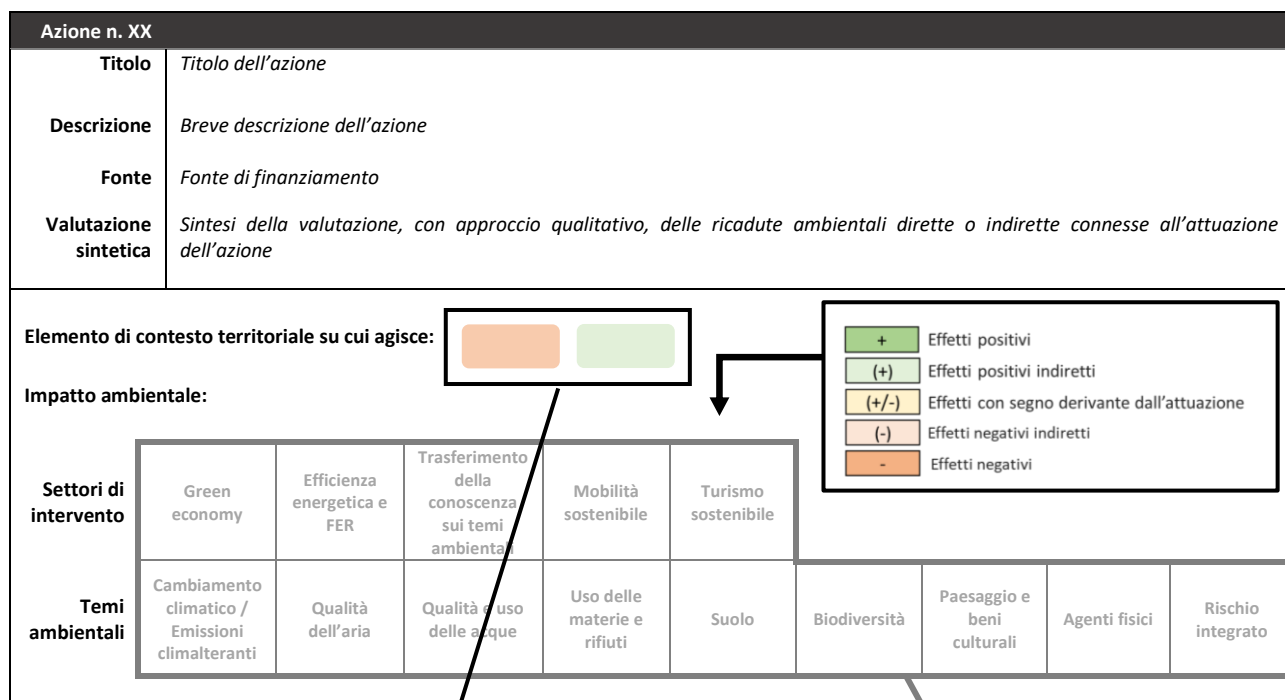 Azione n. XX
Titolo
Titolo dell'azione
Descrizione
Breve descrizione dell'azione
Fonte
Fonte di finanziamento
Valutazione
sintetica
Sintesi della valutazione, con approccio qualitativo, delle ricadute ambientali dirette o indirette connesse all'attuazione
dell'azione
Elemento di contesto territoriale su cui agisce:
Impatto ambientale:
+ Effetti positivi
(+) Effetti positivi indiretti
(+/-) Effetti con segno derivante dall'attuazione
(-) Effetti negativi indiretti
- Effetti negativi
Settori di
intervento
Green
economy
Efficienza
energetica e
FER
Trasferimento
della
conoscenza
sui temi
ambientali
Mobilità
sostenibile
Turismo
sostenibile
Temi
ambientali
Cambiamento
climatico /
Emissioni
climalteranti
Qualità
dell'aria
Qualità e uso
delle acque
Uso delle
materie e
rifiuti
Suolo
Biodiversità
Paesaggio e
beni
culturali
Agenti fisici
Rischio
integrato